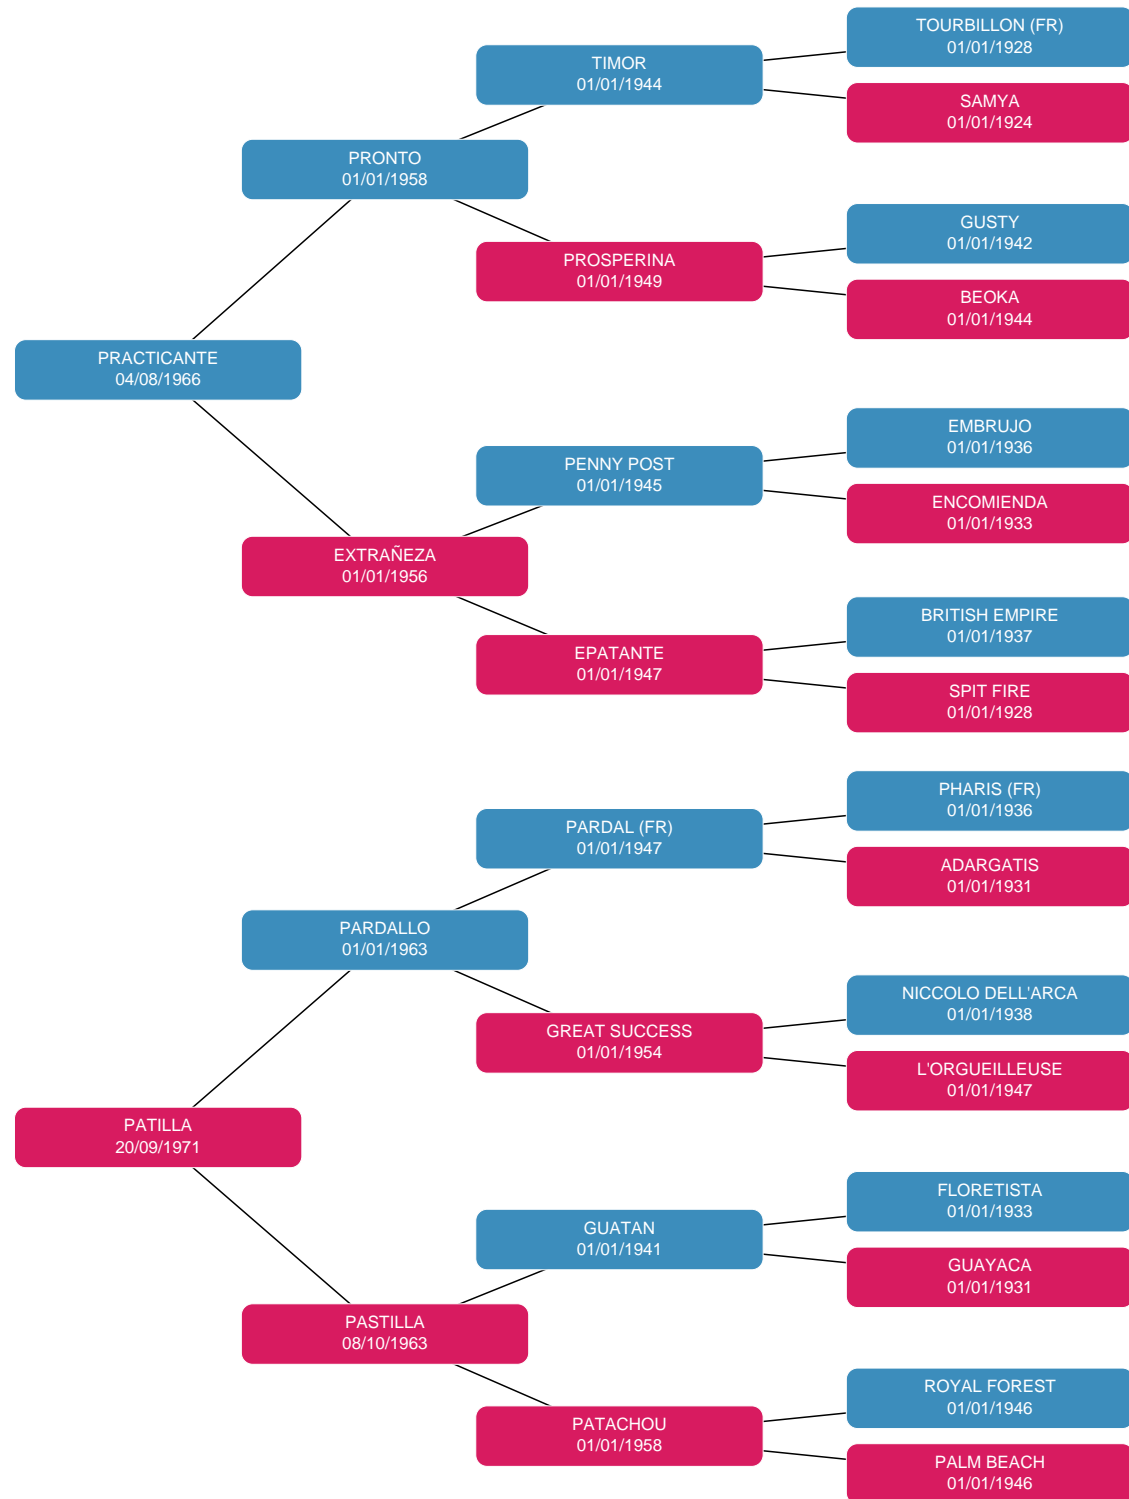 TOURBILLON (FR)
01/01/1928
TIMOR
01/01/1944
SAMYA
01/01/1924
PRONTO
01/01/1958
GUSTY
01/01/1942
PROSPERINA
01/01/1949
BEOKA
01/01/1944
PRACTICANTE
04/08/1966
EMBRUJO
01/01/1936
PENNY POST
01/01/1945
ENCOMIENDA
01/01/1933
EXTRAÑEZA
01/01/1956
BRITISH EMPIRE
01/01/1937
EPATANTE
01/01/1947
SPIT FIRE
01/01/1928
PHARIS (FR)
01/01/1936
PARDAL (FR)
01/01/1947
ADARGATIS
01/01/1931
PARDALLO
01/01/1963
NICCOLO DELL'ARCA
01/01/1938
GREAT SUCCESS
01/01/1954
L'ORGUEILLEUSE
01/01/1947
PATILLA
20/09/1971
FLORETISTA
01/01/1933
GUATAN
01/01/1941
GUAYACA
01/01/1931
PASTILLA
08/10/1963
ROYAL FOREST
01/01/1946
PATACHOU
01/01/1958
PALM BEACH
01/01/1946